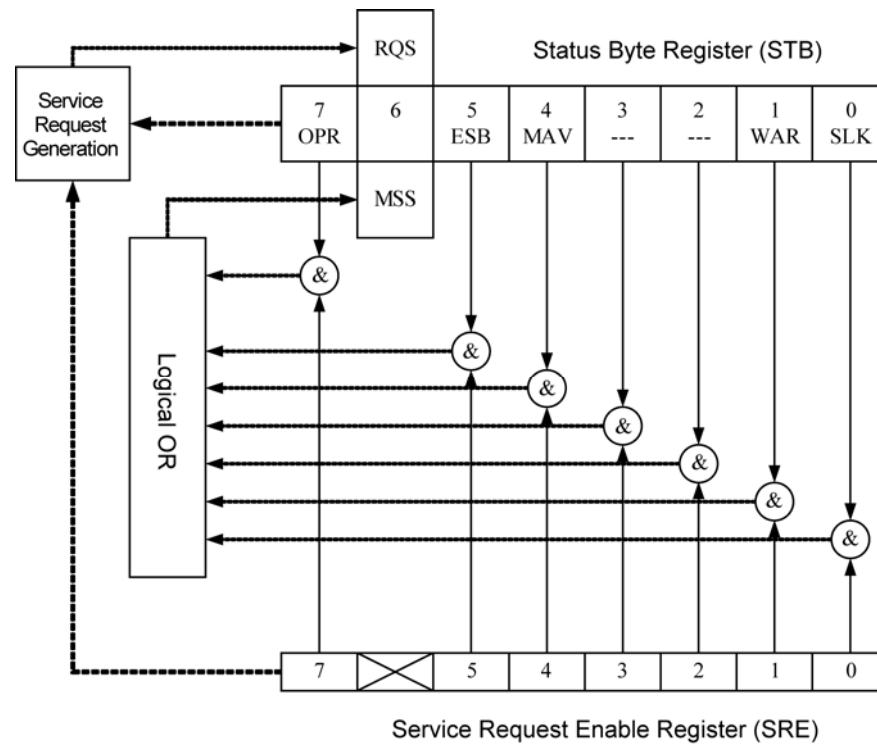 RQS
Status Byte Register (STB)
Service
Request
Generation
7 6 5 4 3 2 1 0
OPR ESB MAV --- --- WAR SLK
MSS
&
&
&
&
&
&
&
Logical OR
7 5 4 3 2 1 0
Service Request Enable Register (SRE)